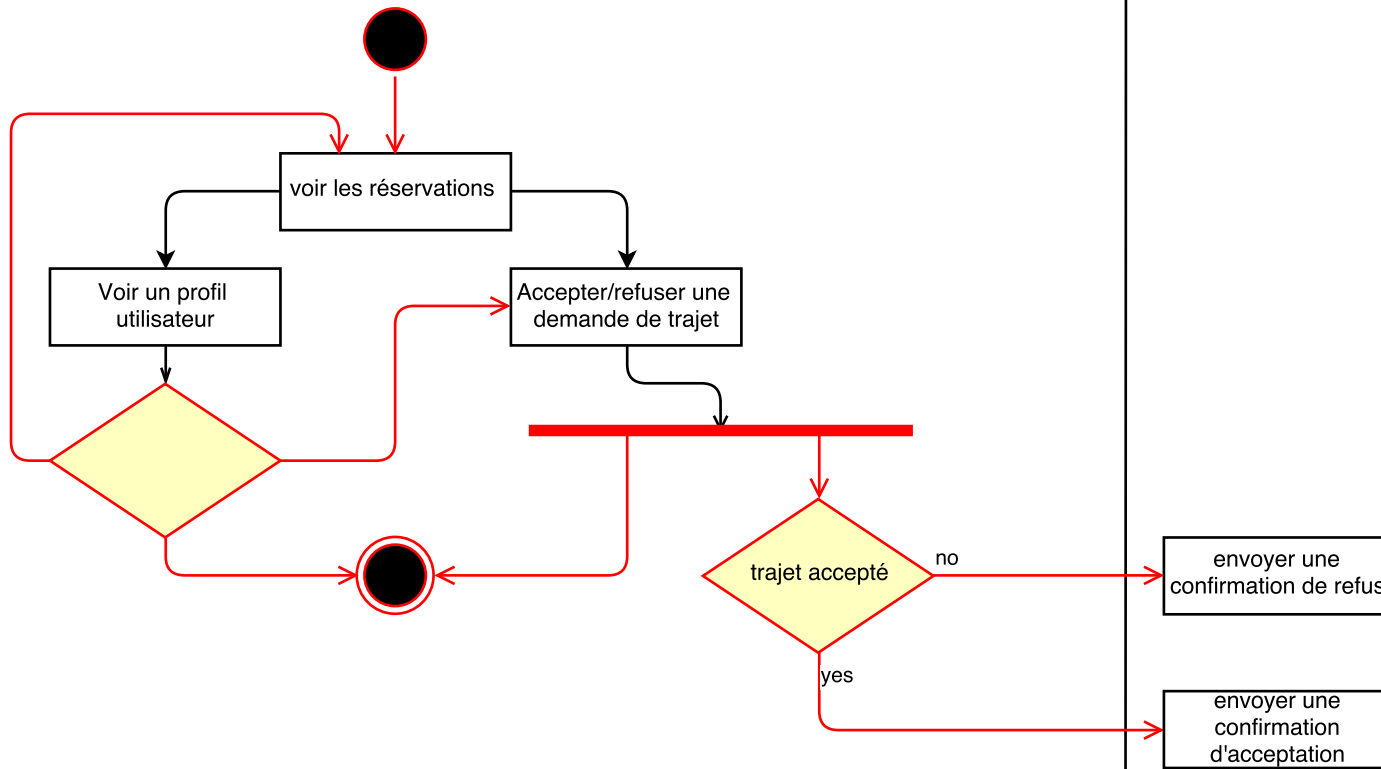 voir les réservations
Voir un profil
utilisateur
Accepter/refuser une
demande de trajet
trajet accepté
no
yes
envoyer une
confirmation de refus
envoyer une
confirmation
d'acceptation